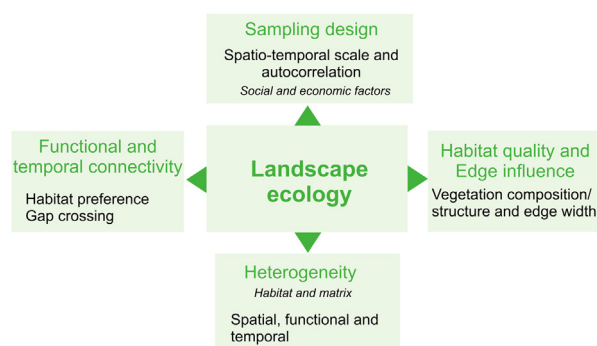 Sampling design
Spatio-temporal scale and
autocorrelation
Social and economic factors
Functional and
temporal connectivity
Habitat preference
Gap crossing
Landscape
ecology
Habitat quality and
Edge influence
Vegetation composition/
structure and edge width
Heterogeneity
Habitat and matrix
Spatial, functional and
temporal